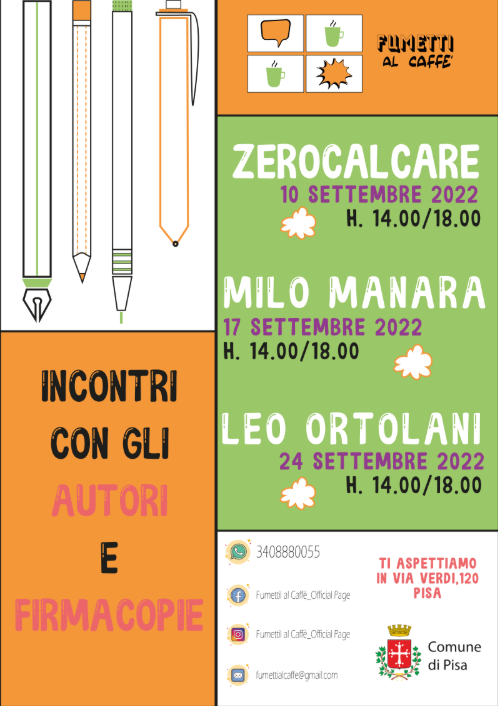 FUMETTI
AL CAFFE'
ZEROCALCARE
10 SETTEMBRE 2022
H. 14.00/18.00
MILO MANARA
17 SETTEMBRE 2022
H. 14.00/18.00
LEO ORTOLANI
24 SETTEMBRE 2022
H. 14.00/18.00
INCONTRI
CON GLI
AUTORI
E
FIRMACOPIE
3408880055
Fumetti al Caffè_Official Page
Fumetti al Caffè_Official Page
fumettialcaffe@gmail.com
TI ASPETTIAMO
IN VIA VERDI,120
PISA
Comune
di Pisa